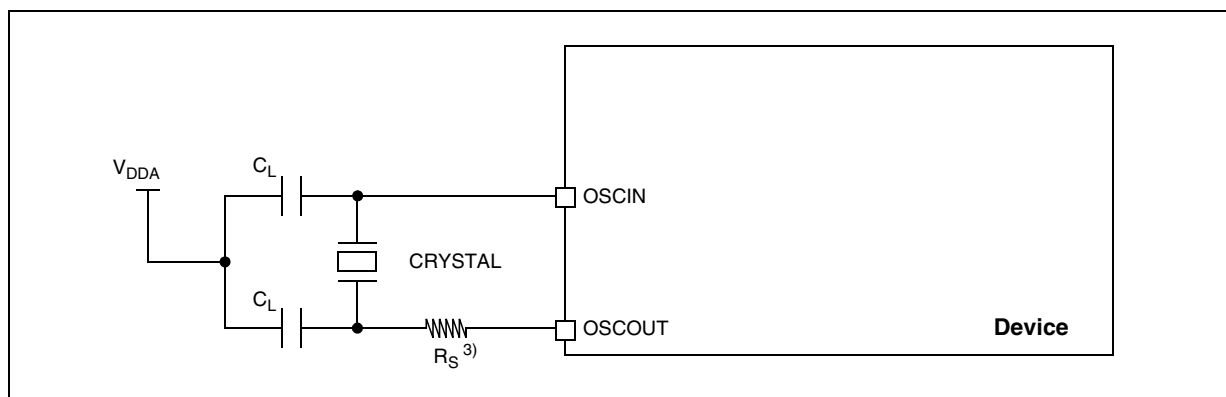 V_DDA
C_L
OSCIN
CRYSTAL
C_L
R_S 3)
OSCOUT
Device